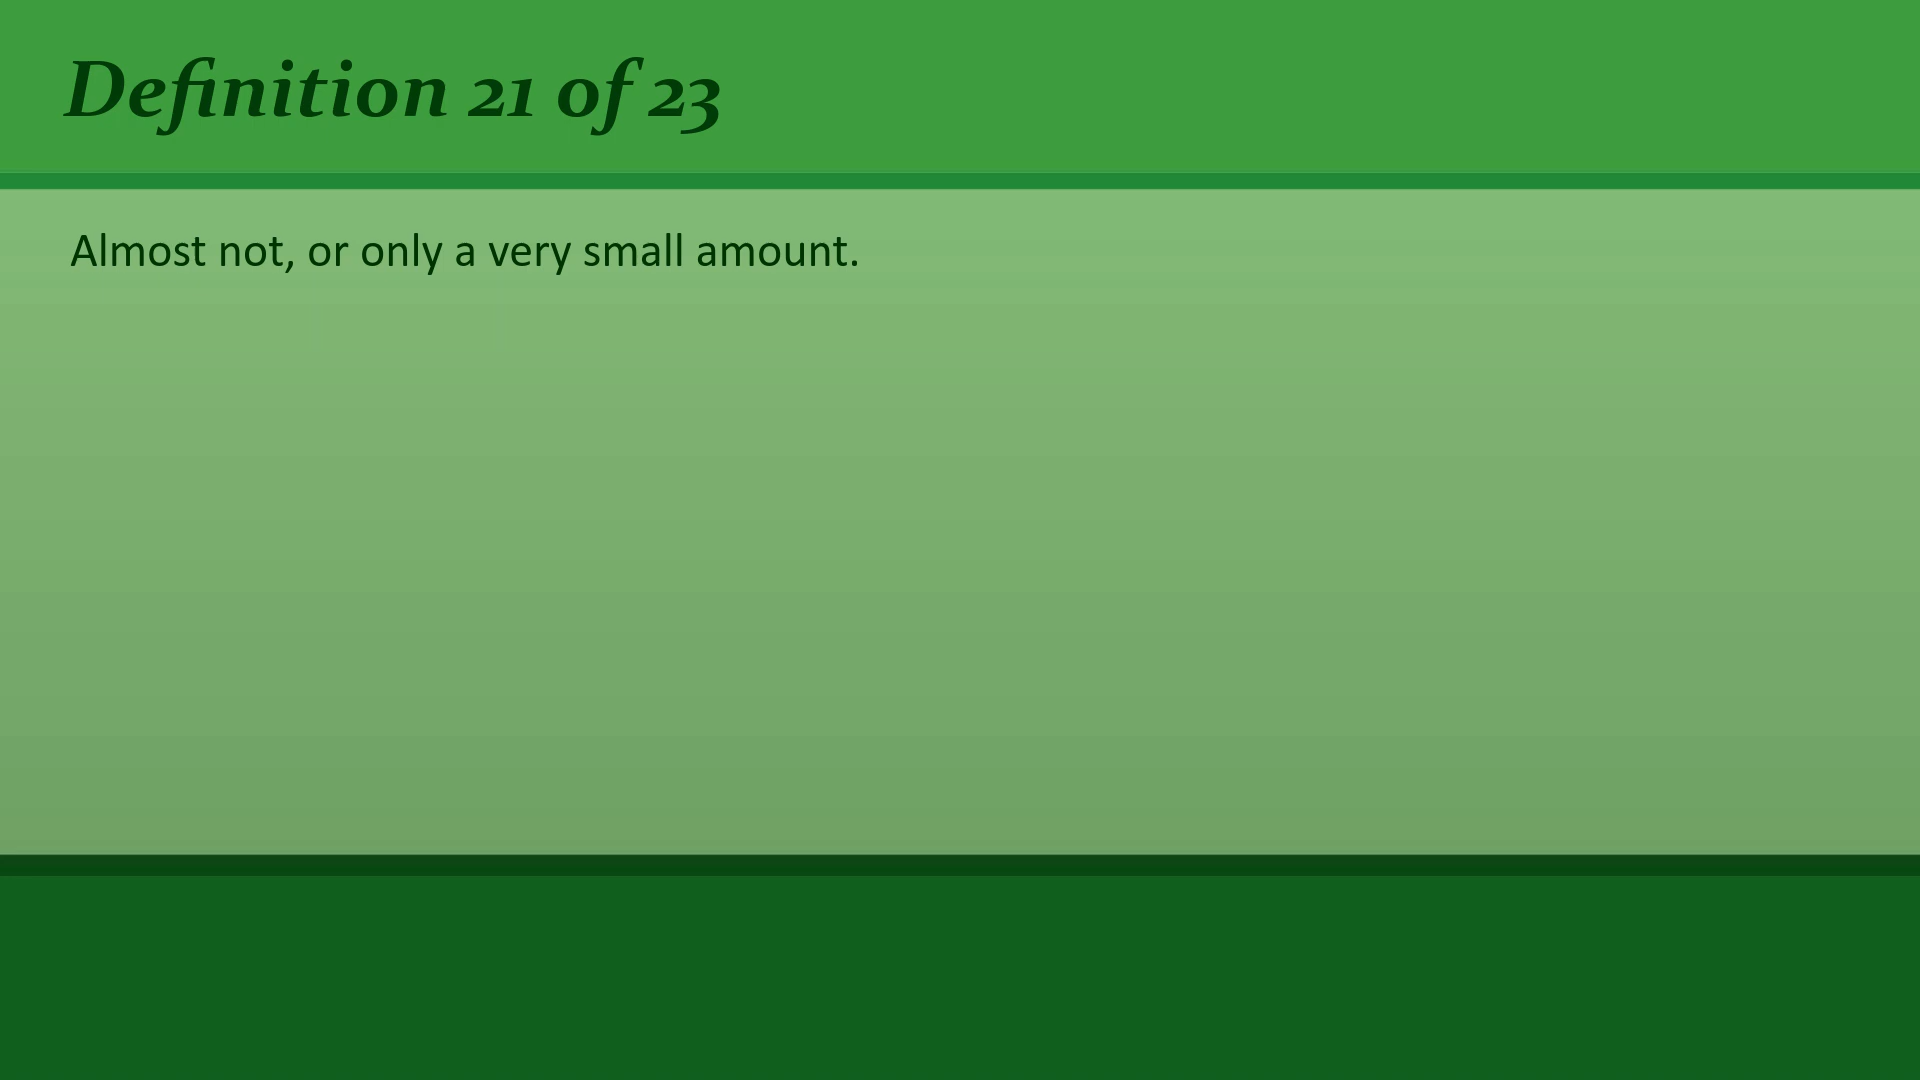 Definition 21 of 23
Almost not, or only a very small amount.